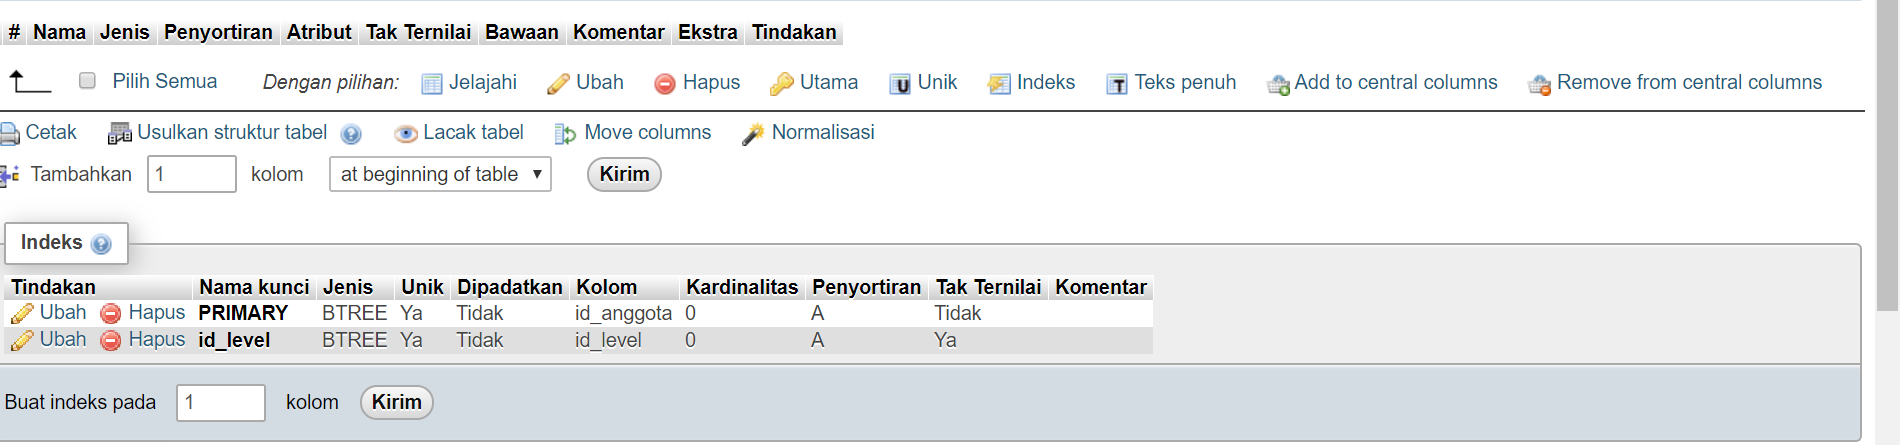 # Nama Jenis Penyortiran Atribut Tak Ternilai Bawaan Komentar Ekstra Tindakan
Pilih Semua Dengan pilihan: Jelajahi Ubah Hapus Utama Unik Indeks Teks penuh Add to central columns Remove from central columns
Cetak Usulkan struktur tabel Lacak tabel Move columns Normalisasi
Tambahkan 1 kolom at beginning of table Kirim
Indeks
Tindakan Nama kunci Jenis Unik Dipadatkan Kolom Kardinalitas Penyortiran Tak Ternilai Komentar
Ubah Hapus PRIMARY BTREE Ya Tidak id_anggota 0 A Tidak
Ubah Hapus id_level BTREE Ya Tidak id_level 0 A Ya
Buat indeks pada 1 kolom Kirim